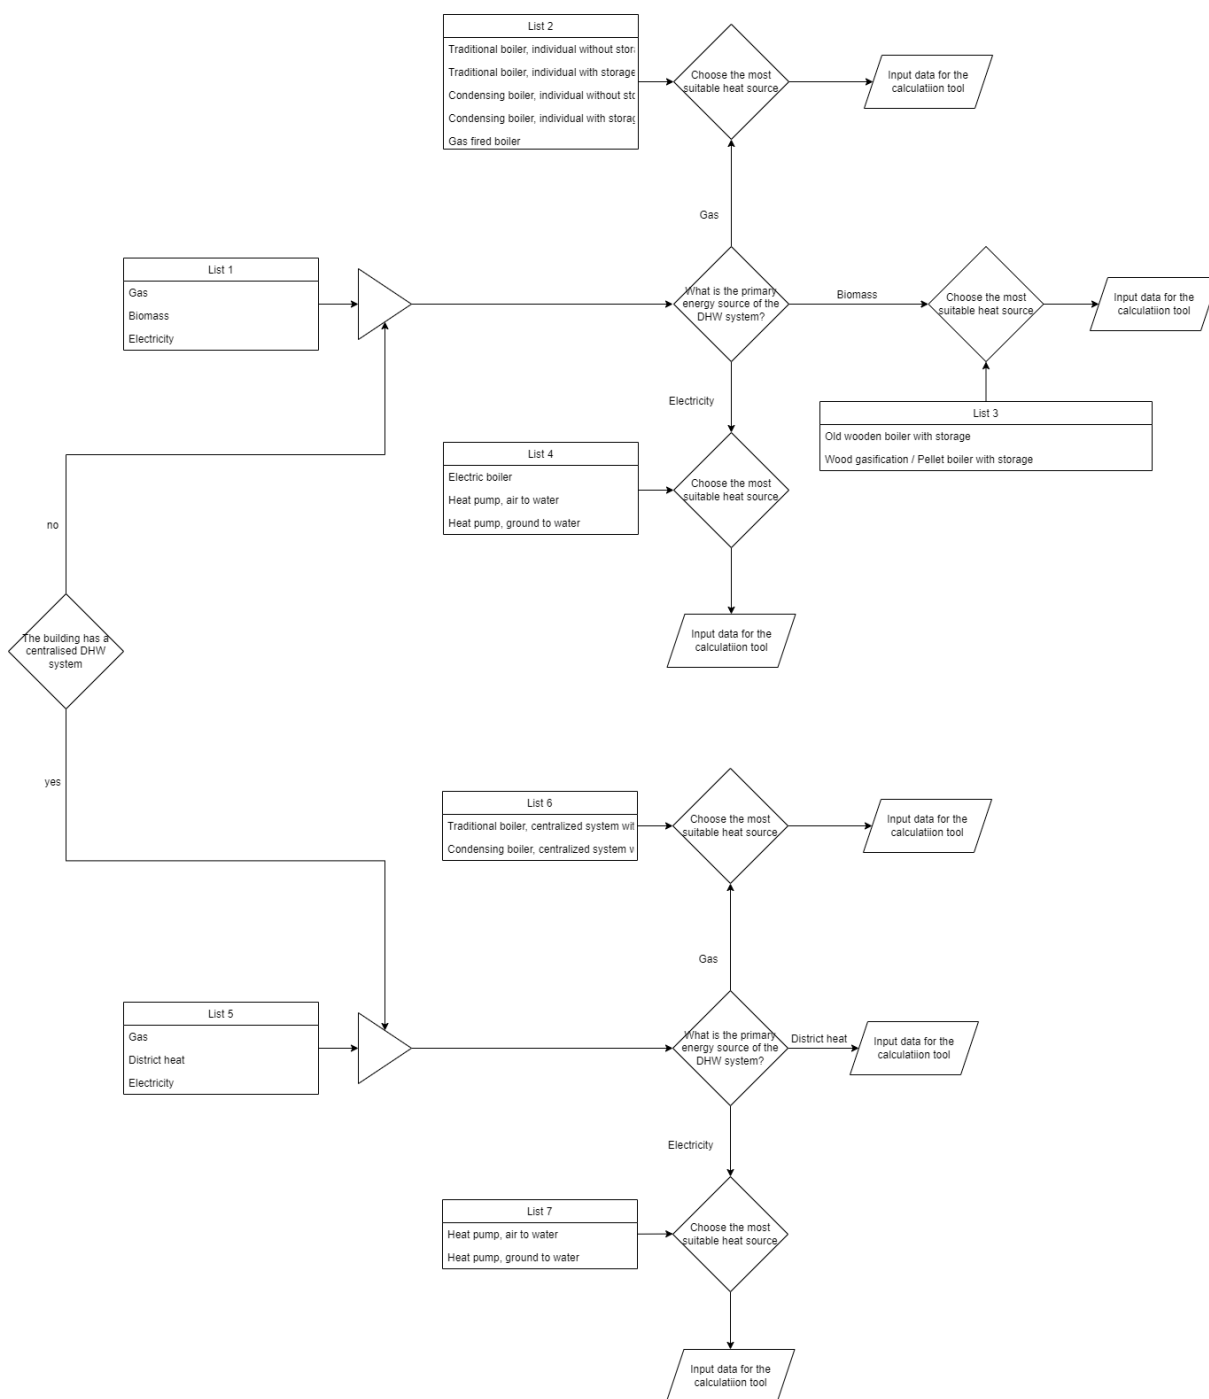 List 2
Traditional boiler, individual without
Traditional boiler, individual with storage
Condensing boiler, individual without
Condensing boiler, individual with
Gas fired boiler
Choose the most
suitable heat source
Input data for the
calculatiion tool
Gas
List 1
Gas
Biomass
Electricity
What is the primary
energy source of the
DHW system?
Biomass
Choose the most
suitable heat source
Input data for the
calculatiion tool
Electricity
List 3
Old wooden boiler with storage
Wood gasification / Pellet boiler with storage
List 4
Electric boiler
Heat pump, air to water
Heat pump, ground to water
Choose the most
suitable heat source
no
The building has a
centralised DHW
system
Input data for the
calculatiion tool
yes
List 6
Traditional boiler, centralized system
Condensing boiler, centralized system
Choose the most
suitable heat source
Input data for the
calculatiion tool
Gas
List 5
Gas
District heat
Electricity
What is the primary
energy source of the
DHW system?
District heat
Input data for the
calculatiion tool
Electricity
List 7
Heat pump, air to water
Heat pump, ground to water
Choose the most
suitable heat source
Input data for the
calculatiion tool